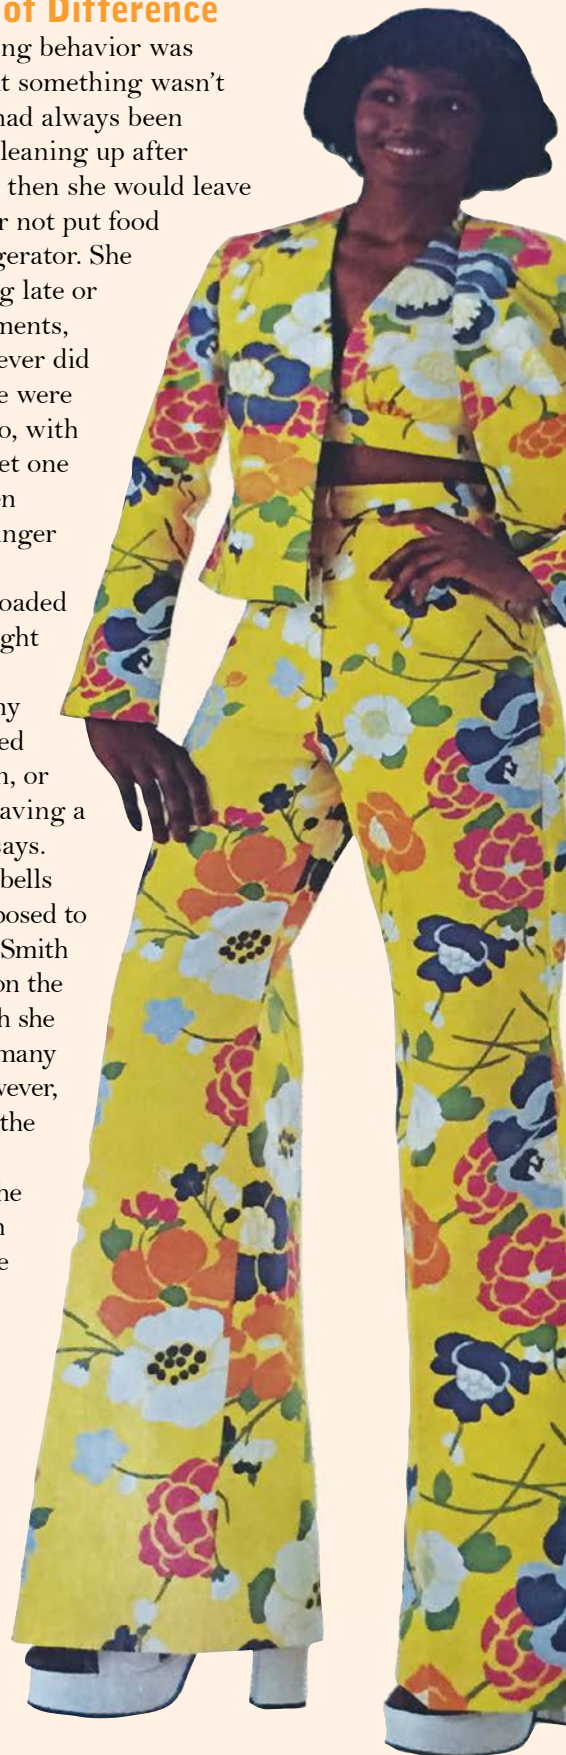 of Difference
ng behavior was
t something wasn’t
had always been
leaning up after
then she would leave
r not put food
gerator. She
g late or
ments,
ever did
e were
o, with
et one
en
nger
oaded
ght
ny
ed
n, or
aving a
says.
bells
posed to
Smith
on the
h she
many
wever,
the
he
n
e